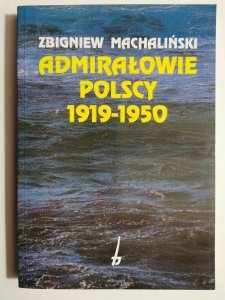 ZBIGNIEW MACHALIŃSKI
ADMIRAŁOWIE
POLSCY
1919-1950